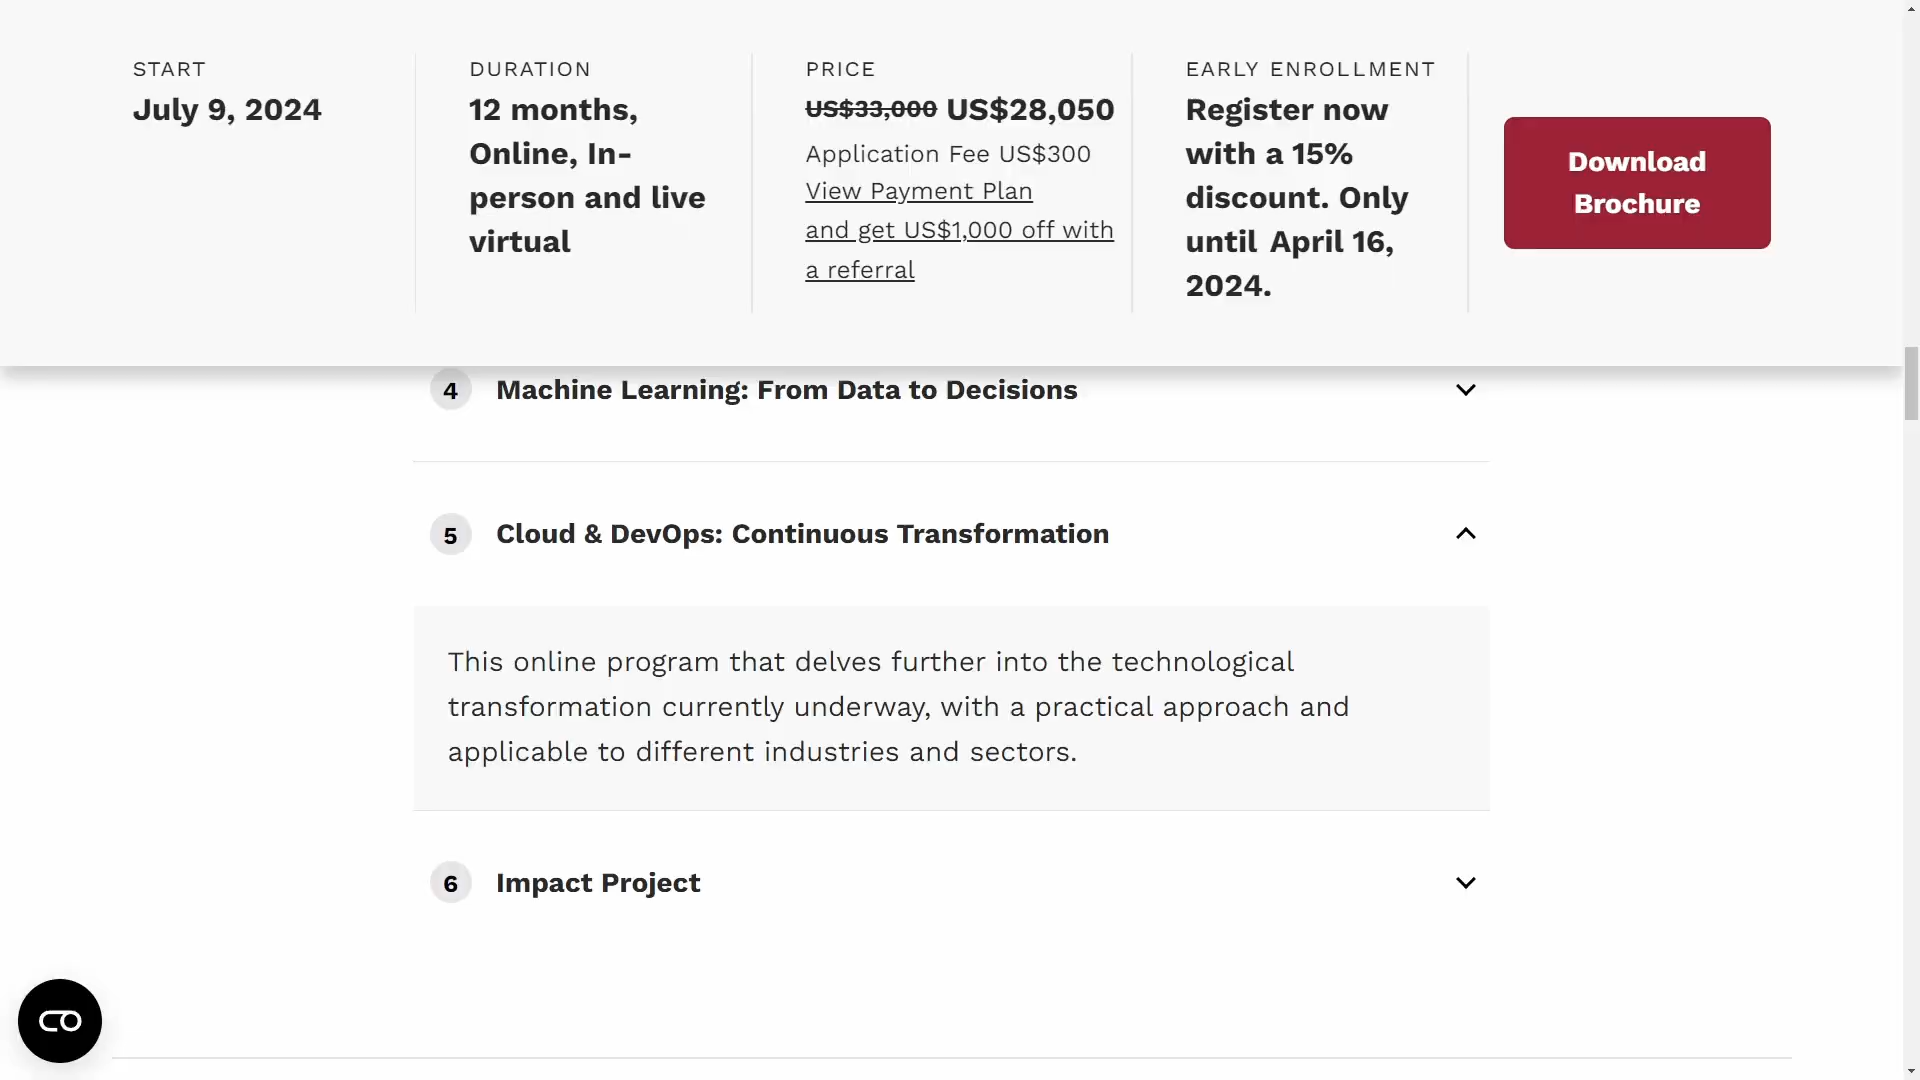 START
July 9, 2024
DURATION
12 months,
Online, In-
person and live
virtual
PRICE
US$33,000 US$28,050
Application Fee US$300
View Payment Plan
and get US$1,000 off with
a referral
EARLY ENROLLMENT
Register now
with a 15%
discount. Only
until April 16,
2024.
Download
Brochure
4 Machine Learning: From Data to Decisions
5 Cloud & DevOps: Continuous Transformation
This online program that delves further into the technological
transformation currently underway, with a practical approach and
applicable to different industries and sectors.
6 Impact Project